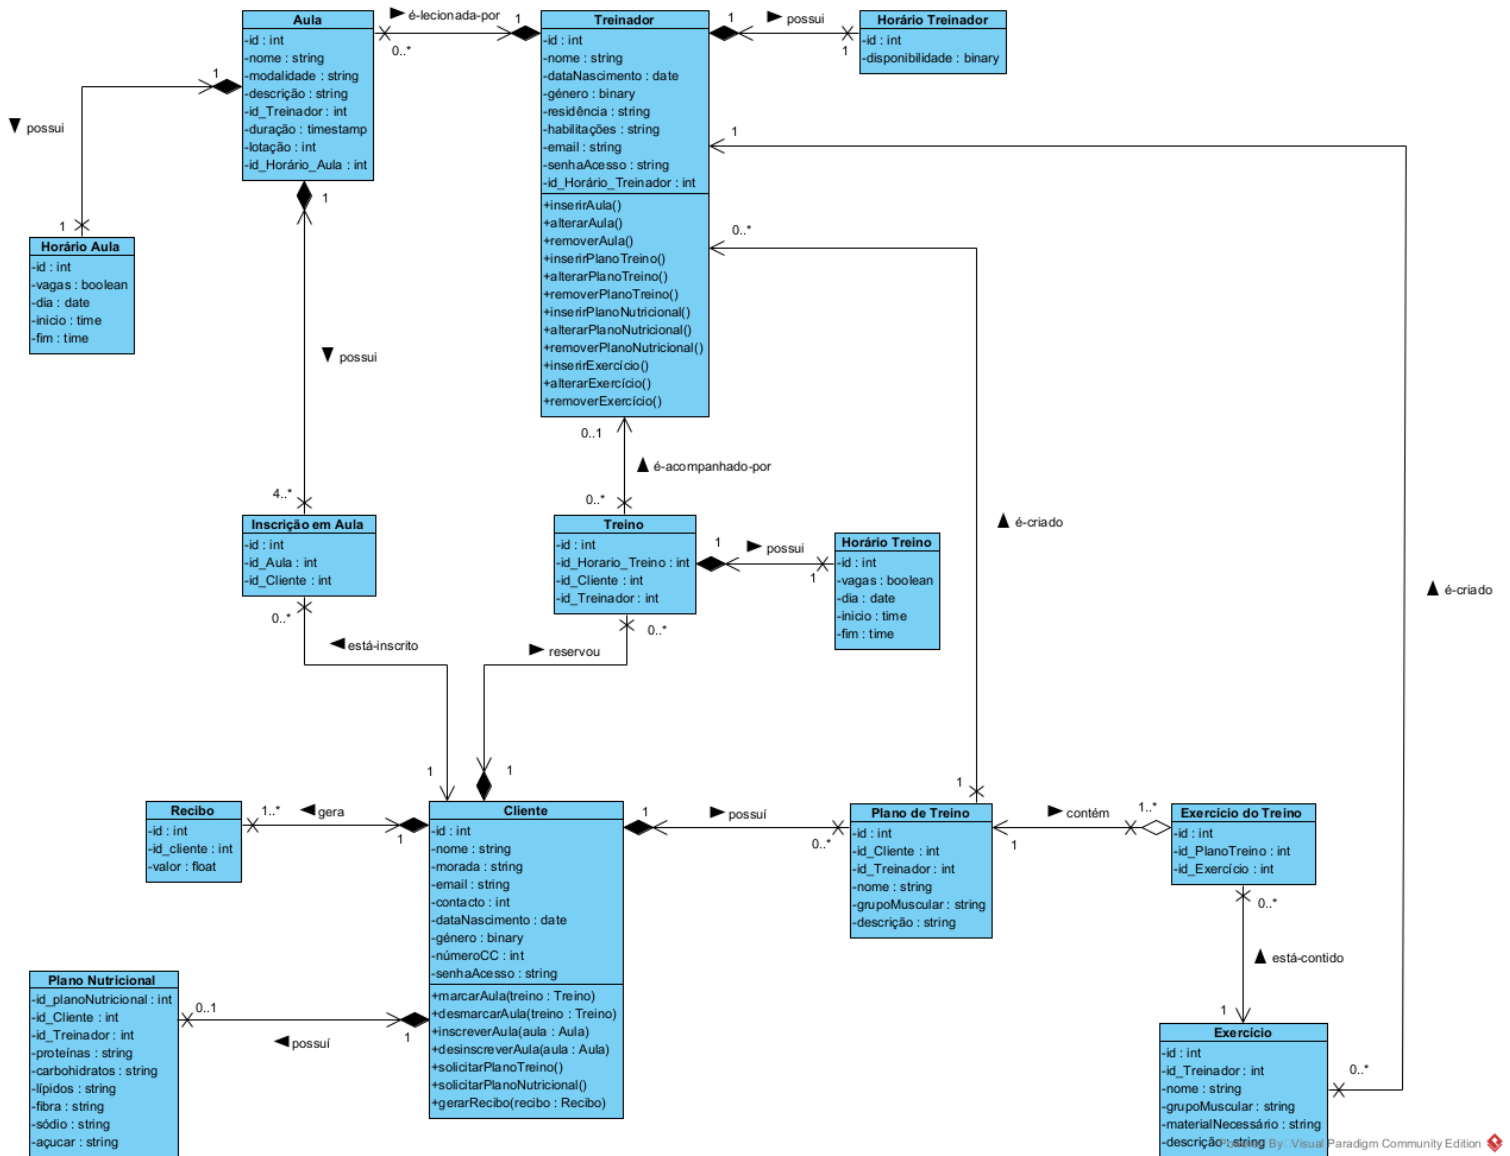 Aula
-id : int
-nome : string
-modalidade : string
-descrição : string
-id_Treinador : int
-duração : timestamp
-lotação : int
-id_Horário_Aula : int
é-lecionada-por
1
0..*
Treinador
-id : int
-nome : string
-dataNascimento : date
-género : binary
-residência : string
-habilitações : string
-email : string
-senhaAcesso : string
-id_Horário_Treinador : int
+inserirAula()
+alterarAula()
+removerAula()
+inserirPlanoTreino()
+alterarPlanoTreino()
+removerPlanoTreino()
+inserirPlanoNutricional()
+alterarPlanoNutricional()
+removerPlanoNutricional()
+inserirExercício()
+alterarExercício()
+removerExercício()
1
possui
1
Horário Treinador
-id : int
-disponibilidade : binary
1
possui
1
Horário Aula
-id : int
-vagas : boolean
-dia : date
-inicio : time
-fim : time
1
possui
4..*
1
0..*
0..1
é-acompanhado-por
0..*
é-criado
é-criado
Inscrição em Aula
-id : int
-id_Aula : int
-id_Cliente : int
Treino
-id : int
-id_Horario_Treino : int
-id_Cliente : int
-id_Treinador : int
1
possui
1
Horário Treino
-id : int
-vagas : boolean
-dia : date
-inicio : time
-fim : time
0..*
está-inscrito
1
0..*
reservou
1
Recibo
-id : int
-id_cliente : int
-valor : float
1..*
gera
1
Cliente
-id : int
-nome : string
-morada : string
-email : string
-contacto : int
-dataNascimento : date
-género : binary
-númeroCC : int
-senhaAcesso : string
+marcarAula(treino : Treino)
+desmarcarAula(treino : Treino)
+inscreverAula(aula : Aula)
+desinscreverAula(aula : Aula)
+solicitarPlanoTreino()
+solicitarPlanoNutricional()
+gerarRecibo(recibo : Recibo)
1
possuí
0..*
1
Plano de Treino
-id : int
-id_Cliente : int
-id_Treinador : int
-nome : string
-grupoMuscular : string
-descrição : string
contém
1..*
1
Exercício do Treino
-id : int
-id_PlanoTreino : int
-id_Exercício : int
0..*
está-contido
1
Plano Nutricional
-id_planoNutricional : int
-id_Cliente : int
-id_Treinador : int
-proteínas : string
-carbohidratos : string
-lípidos : string
-fibra : string
-sódio : string
-açucar : string
0..1
possuí
1
Exercício
-id : int
-id_Treinador : int
-nome : string
-grupoMuscular : string
-materialNecessário : string
-descrição : string
0..*
Powered By Visual Paradigm Community Edition